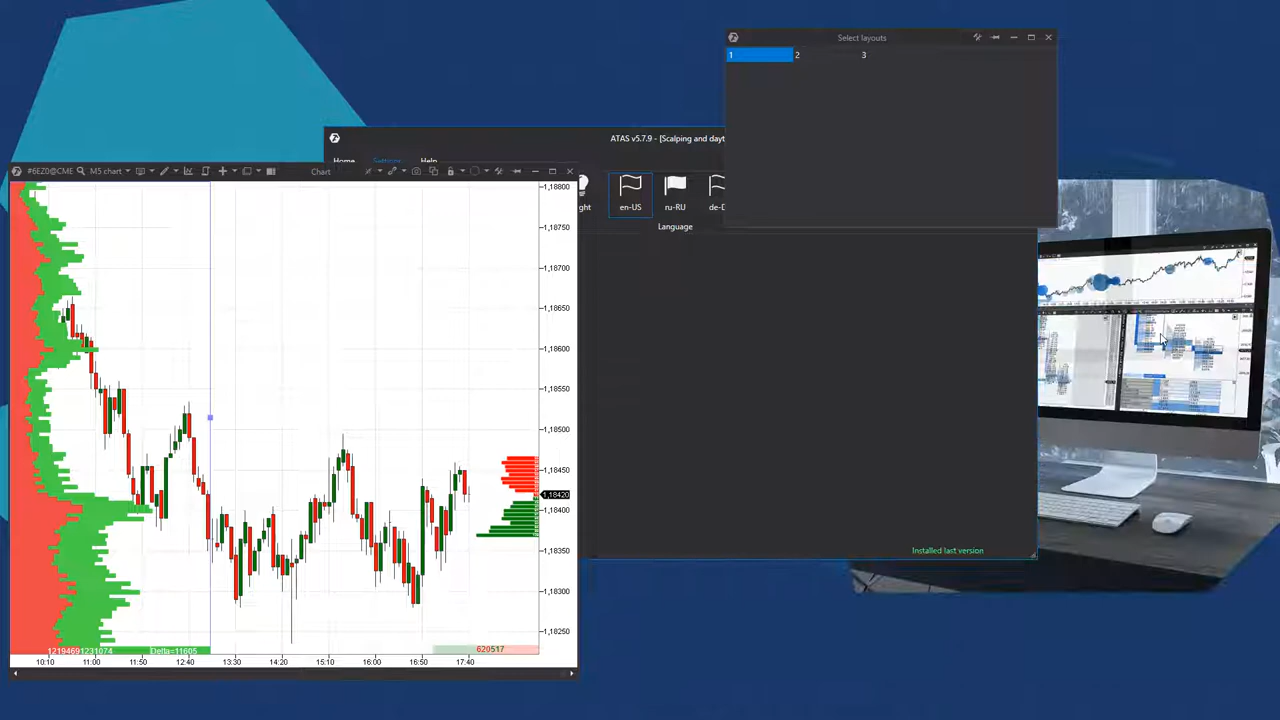 Select layouts
1 2 3
ATAS v5.7.9 - [Scalping and dayt
Home Settings Help
#6EZ0@CME M5 chart Chart
ght en-US ru-RU de-D
Language
1,18800
1,18750
1,18700
1,18650
1,18600
1,18550
1,18500
1,18450
1,18420
1,18400
1,18350
1,18300
1,18250
Installed last version
12194691231074 Delta=11605 620517
10:10 11:00 11:50 12:40 13:30 14:20 15:10 16:00 16:50 17:40